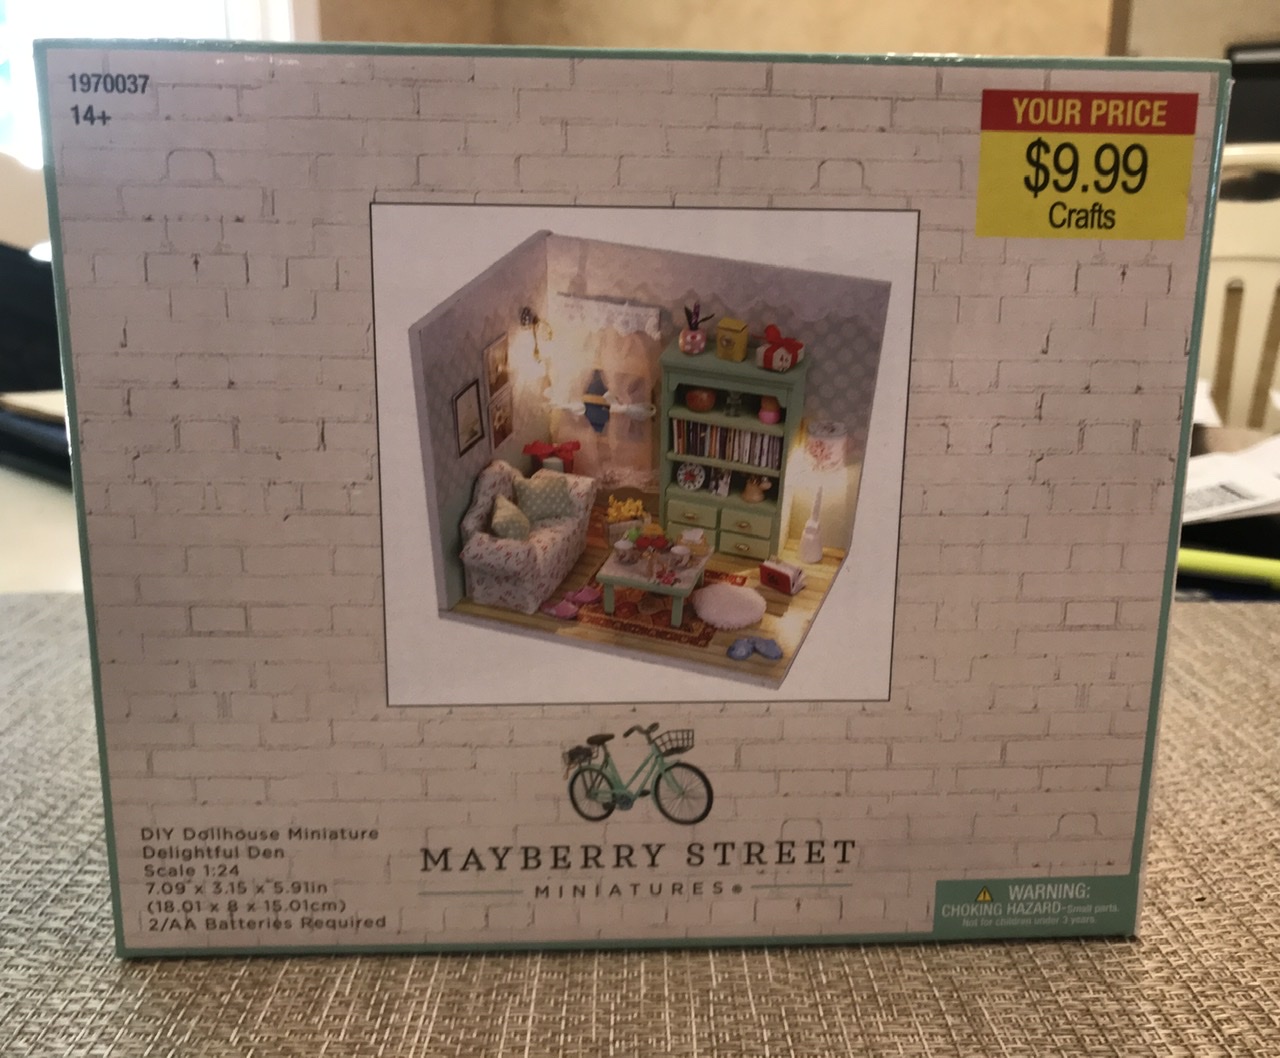 1970037
14+
YOUR PRICE
$9.99
Crafts
DIY Dollhouse Miniature
Delightful Den
Scale 1:24
7.09 x 3.15 x 5.91in
(18.01 x 8 x 15.01cm)
2/AA Batteries Required
MAYBERRY STREET
MINIATURES®
WARNING:
CHOKING HAZARD-Small parts.
Not for children under 3 years.